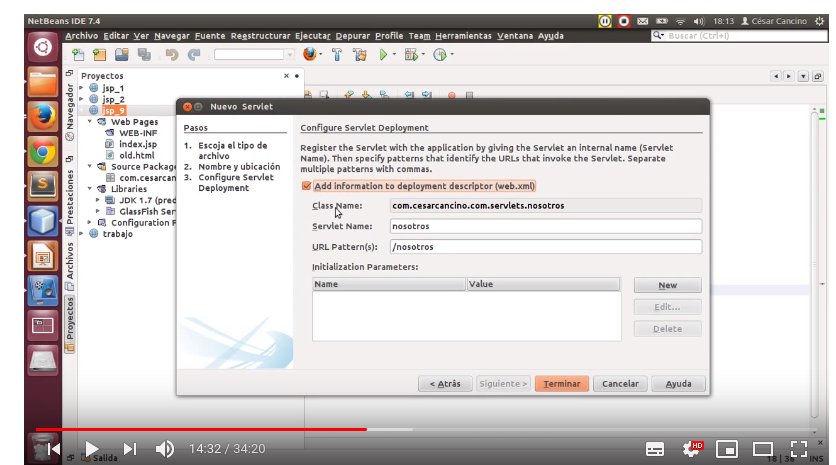 NetBeans IDE 7.4
18:13
César Cancino
Archivo Editar Ver Navegar Fuente Reestructurar Ejecutar Depurar Profile Team Herramientas Ventana Ayuda
Buscar (Ctrl+I)
Proyectos
jsp_1
jsp_2
jsp_9
Web Pages
WEB-INF
index.jsp
old.html
Source Package
com.cesarcan
Libraries
JDK 1.7 (pred
GlassFish Ser
Configuration F
trabajo
Navegador
Prestaciones
Archivos
Proyectos
Nuevo Servlet
Pasos
1. Escoja el tipo de
archivo
2. Nombre y ubicación
3. Configure Servlet
Deployment
Configure Servlet Deployment
Register the Servlet with the application by giving the Servlet an internal name (Servlet
Name). Then specify patterns that identify the URLs that invoke the Servlet. Separate
multiple patterns with commas.
Add information to deployment descriptor (web.xml)
Class Name:
com.cesarcancino.com.servlets.nosotros
Servlet Name:
nosotros
URL Pattern(s):
/nosotros
Initialization Parameters:
Name
Value
New
Edit...
Delete
< Atrás
Siguiente >
Terminar
Cancelar
Ayuda
14:32 / 34:20
HD
Salida
INS